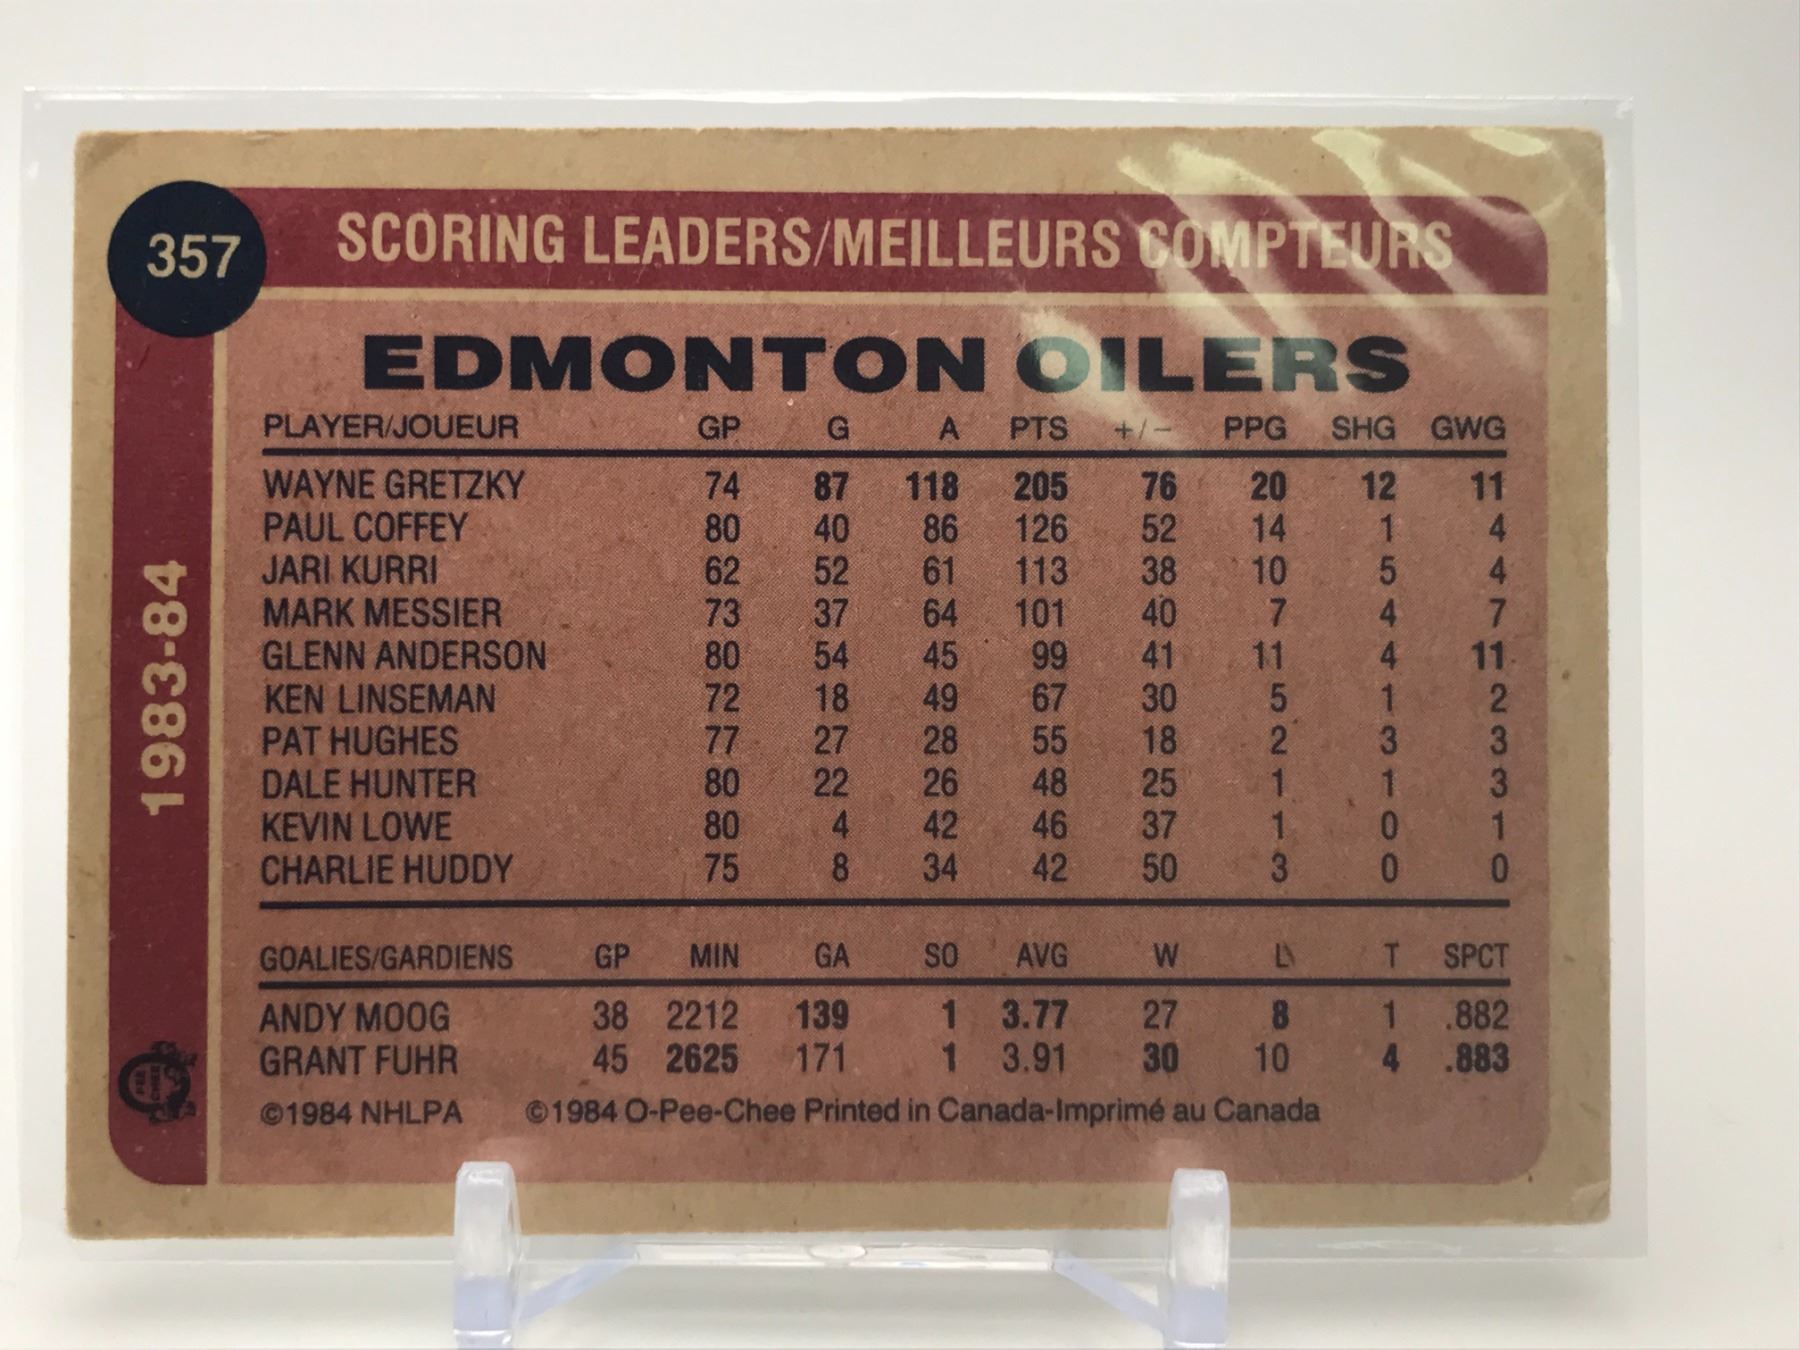 357
SCORING LEADERS/MEILLEURS COMPTEURS
1983-84
EDMONTON OILERS
PLAYER/JOUEUR GP G A PTS +/- PPG SHG GWG
WAYNE GRETZKY 74 87 118 205 76 20 12 11
PAUL COFFEY 80 40 86 126 52 14 1 4
JARI KURRI 62 52 61 113 38 10 5 4
MARK MESSIER 73 37 64 101 40 7 4 7
GLENN ANDERSON 80 54 45 99 41 11 4 11
KEN LINSEMAN 72 18 49 67 30 5 1 2
PAT HUGHES 77 27 28 55 18 2 3 3
DALE HUNTER 80 22 26 48 25 1 1 3
KEVIN LOWE 80 4 42 46 37 1 0 1
CHARLIE HUDDY 75 8 34 42 50 3 0 0
GOALIES/GARDIENS GP MIN GA SO AVG W L T SPCT
ANDY MOOG 38 2212 139 1 3.77 27 8 1 .882
GRANT FUHR 45 2625 171 1 3.91 30 10 4 .883
©1984 NHLPA ©1984 O-Pee-Chee Printed in Canada-Imprimé au Canada